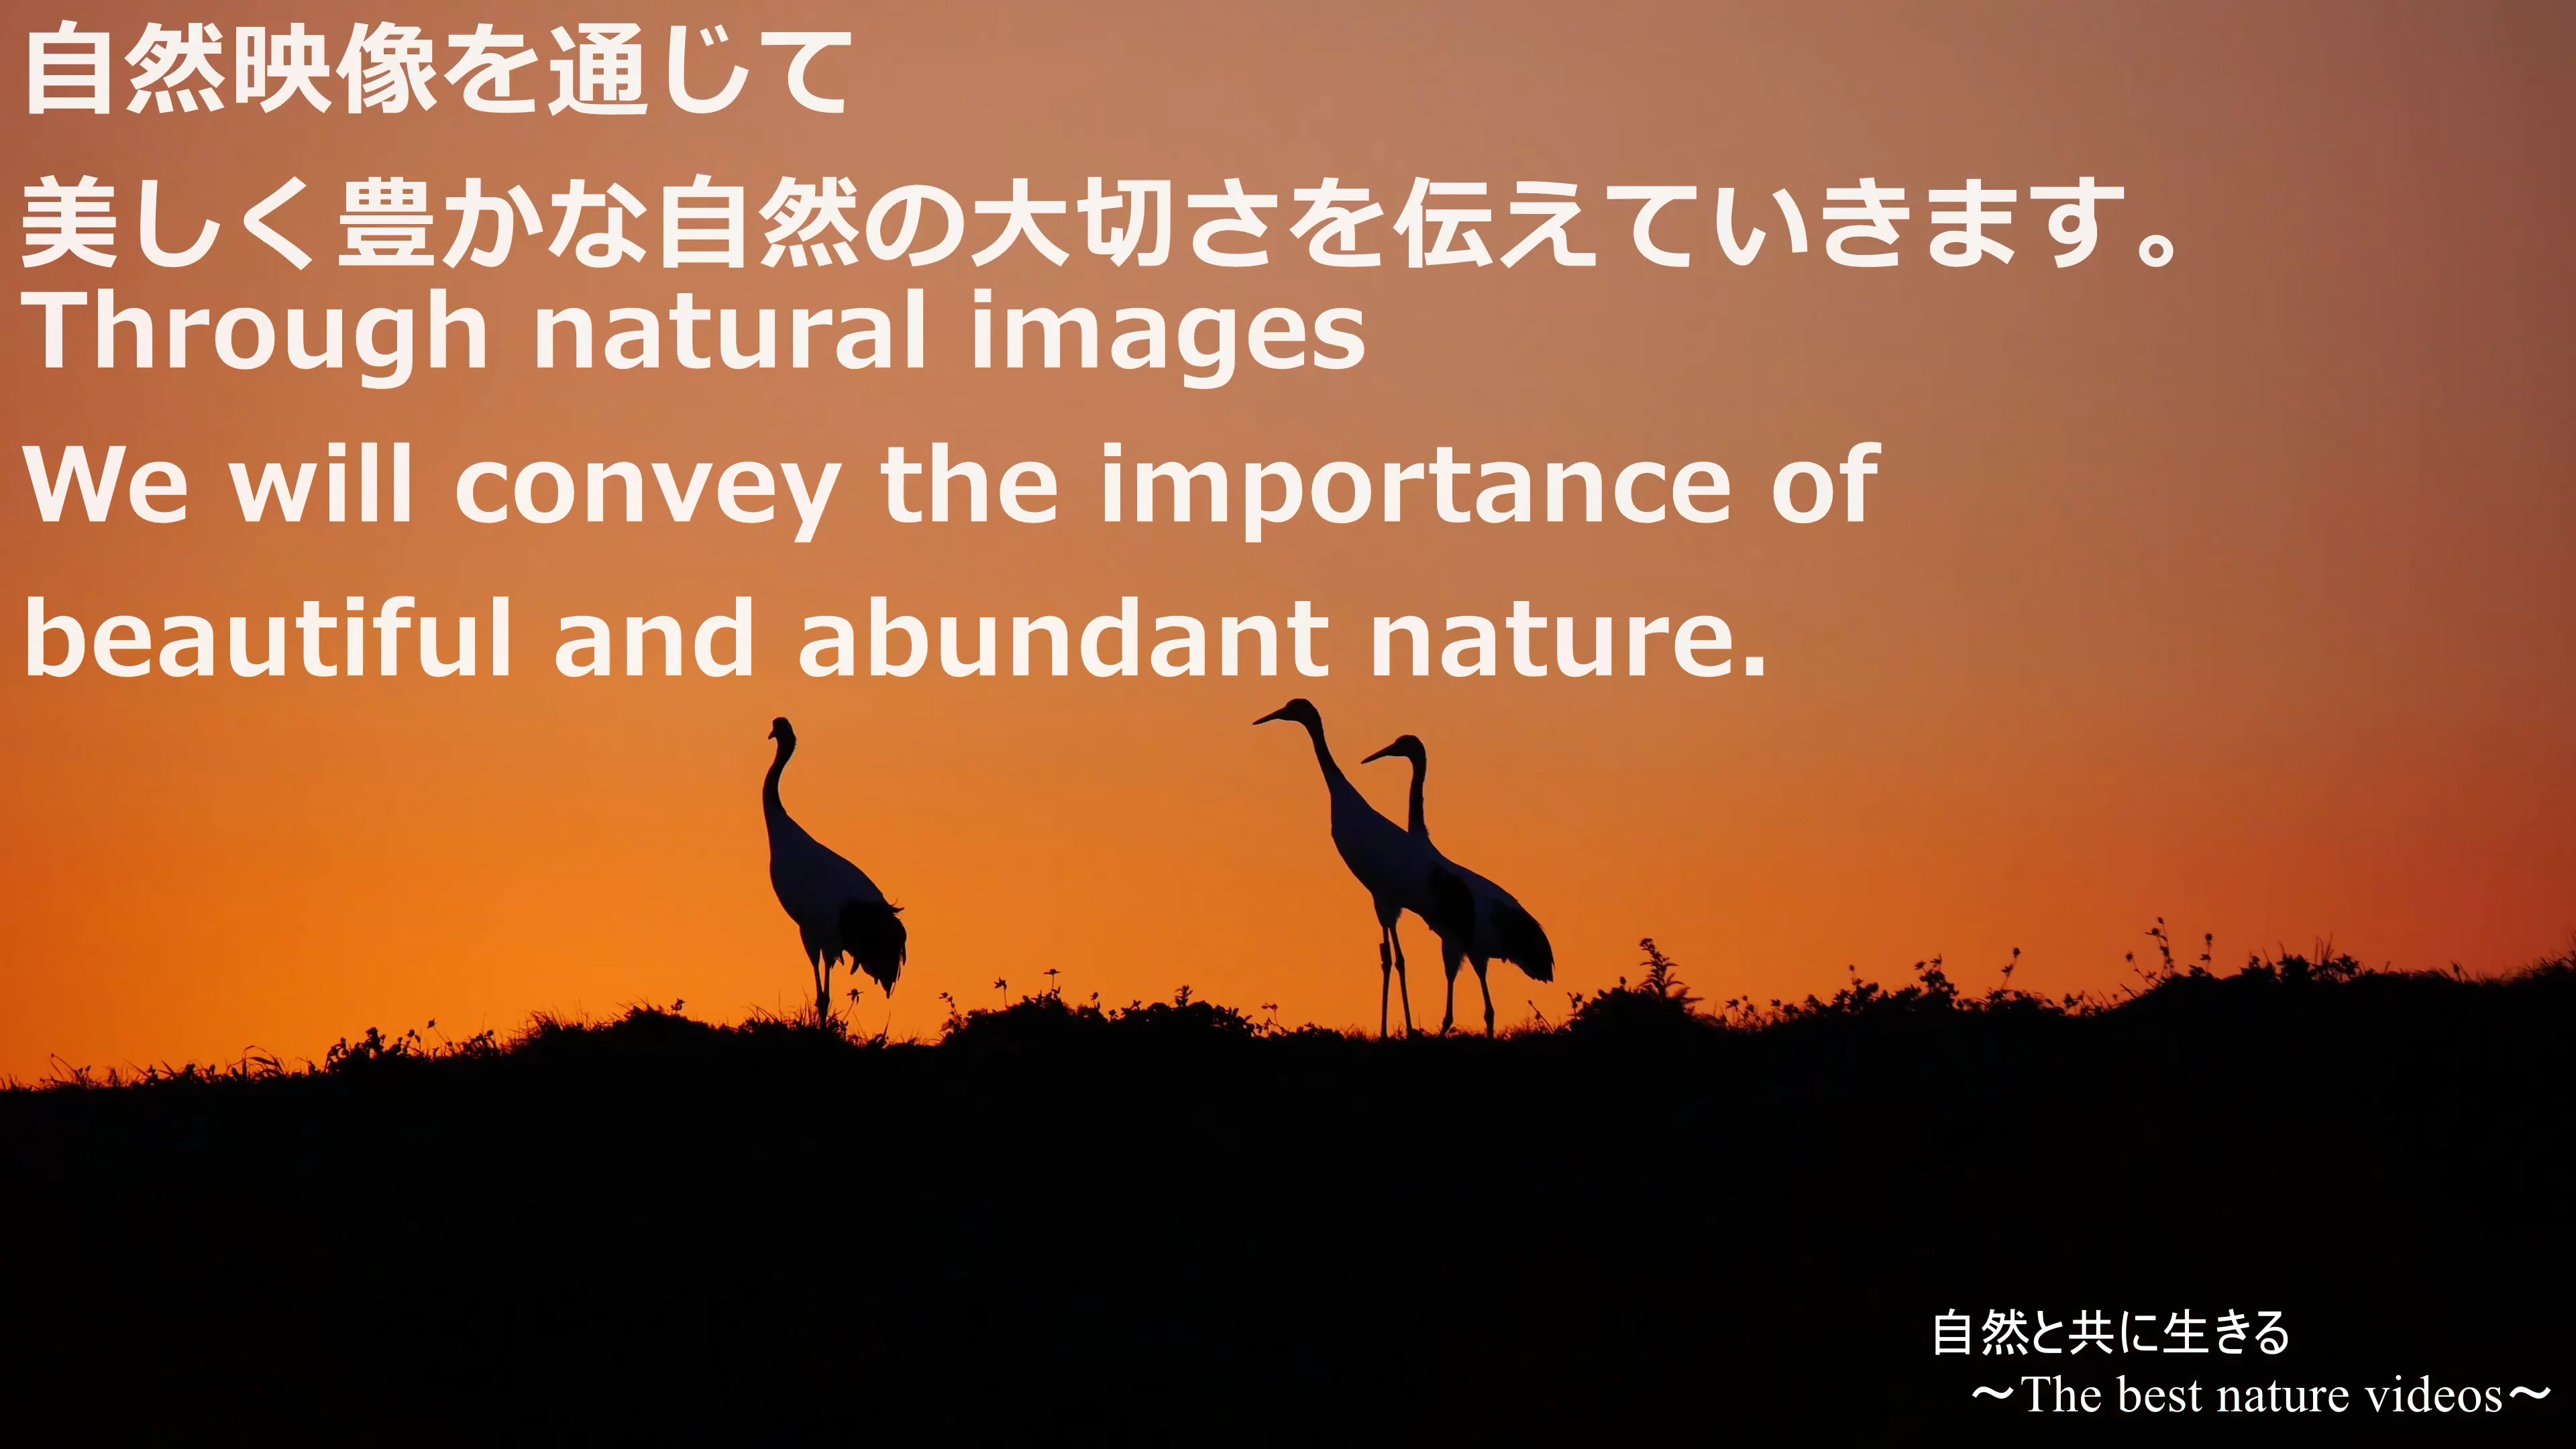 自然映像を通じて
美しく豊かな自然の大切さを伝えていきます。
Through natural images
We will convey the importance of
beautiful and abundant nature.
自然と共に生きる
～The best nature videos～